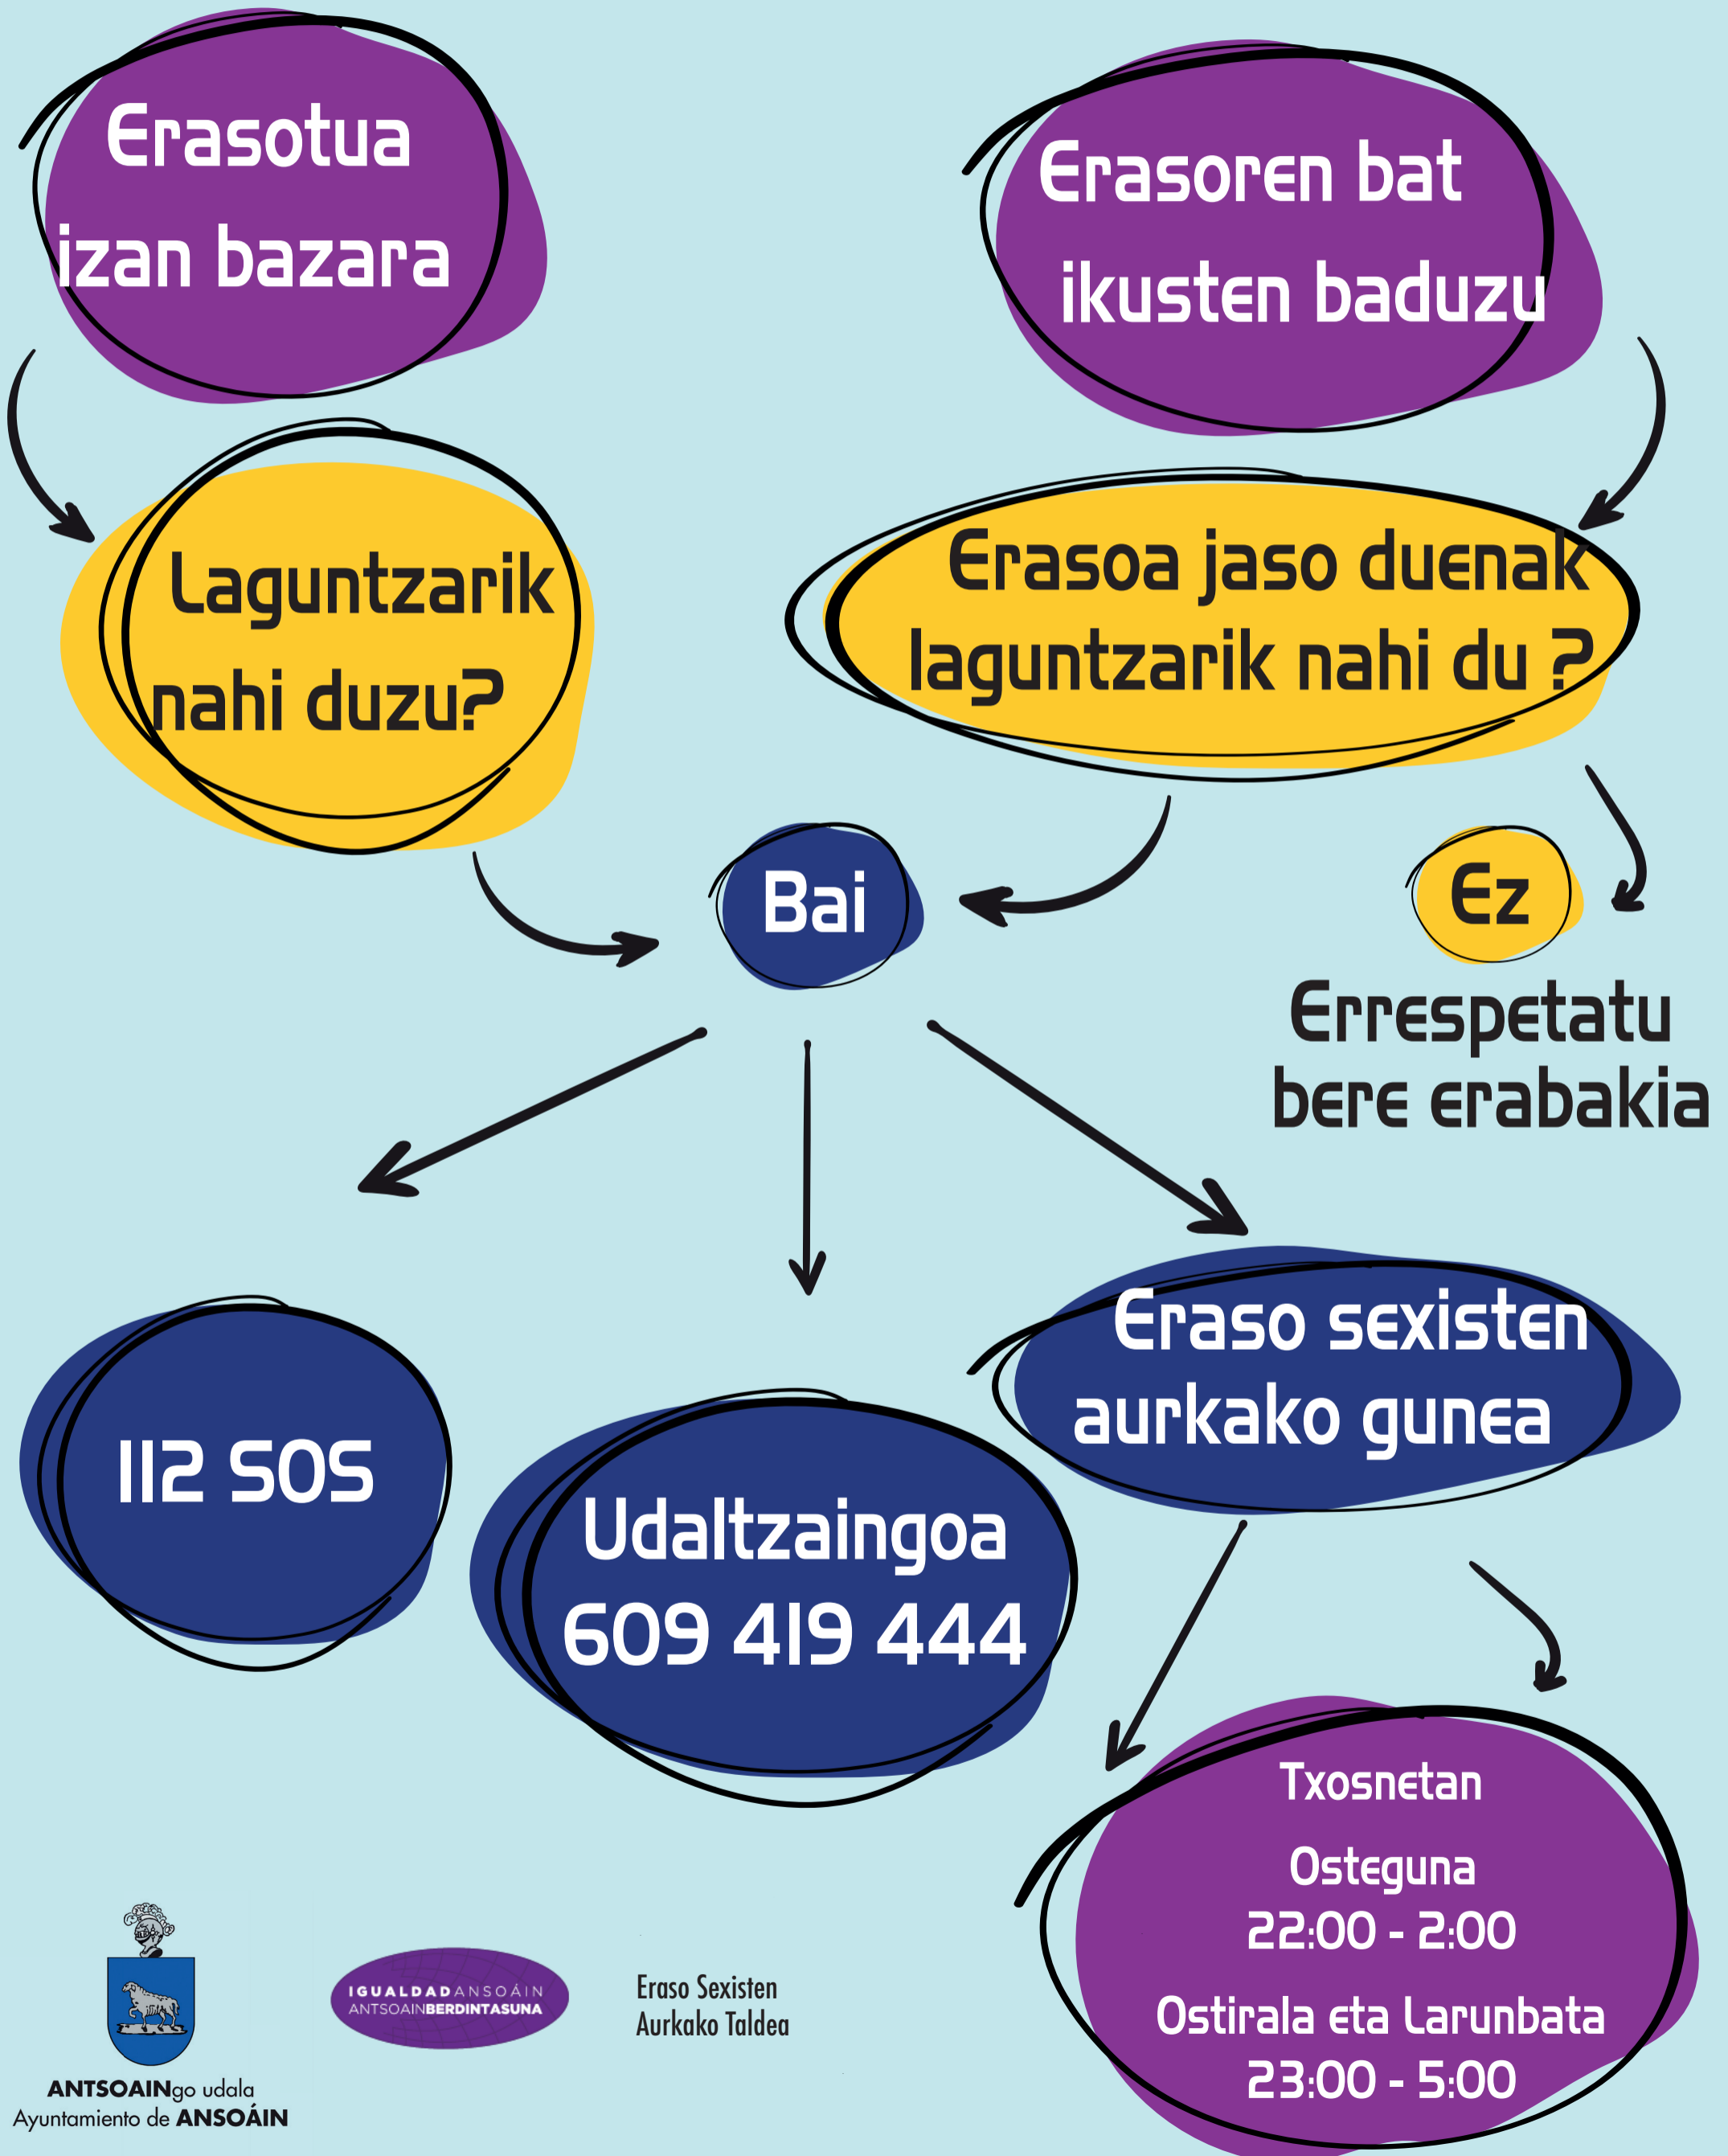 Erasotua
izan bazara
Erasoren bat
ikusten baduzu
Laguntzarik
nahi duzu?
Erasoa jaso duenak
laguntzarik nahi du ?
Bai
Ez
Errespetatu
bere erabakia
112 SOS
Udaltzaingoa
609 419 444
Eraso sexisten
aurkako gunea
Txosnetan
Osteguna
22:00 - 2:00
Ostirala eta Larunbata
23:00 - 5:00
ANTSOAINgo udala
Ayuntamiento de ANSOÁIN
IGUALDADANSOÁIN
ANTSOAINBERDINTASUNA
Eraso Sexisten
Aurkako Taldea